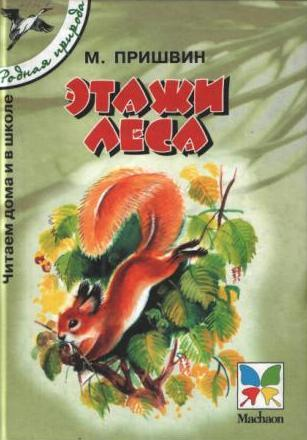 Родная природа
Читаем дома и в школе
М. ПРИШВИН
ЭТАЖИ
ЛЕСА
Machaon